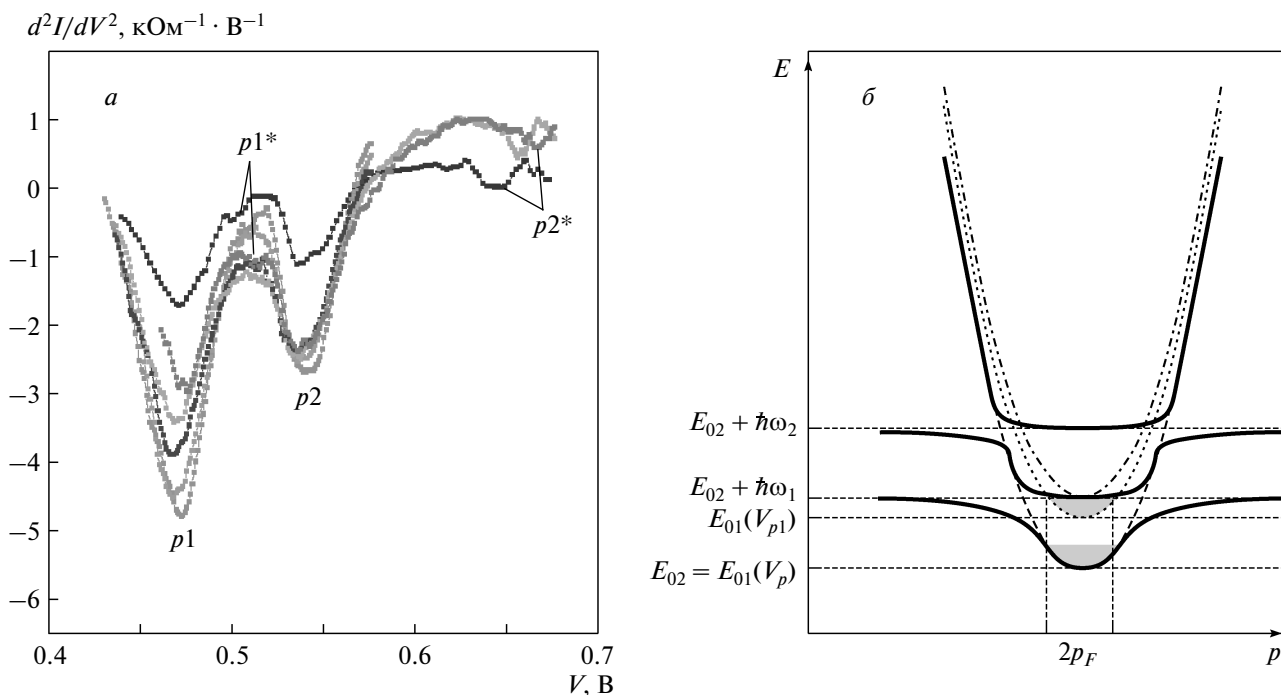 d²I/dV², кОм⁻¹ · В⁻¹
а
1
0
−1
−2
−3
−4
−5
−6
p1*
p2*
p1
p2
0.4
0.5
0.6
0.7
V, В
E
б
E₀₂ + ħω₂
E₀₂ + ħω₁
E₀₁(Vₚ₁)
E₀₂ = E₀₁(Vₚ)
2p_F
p